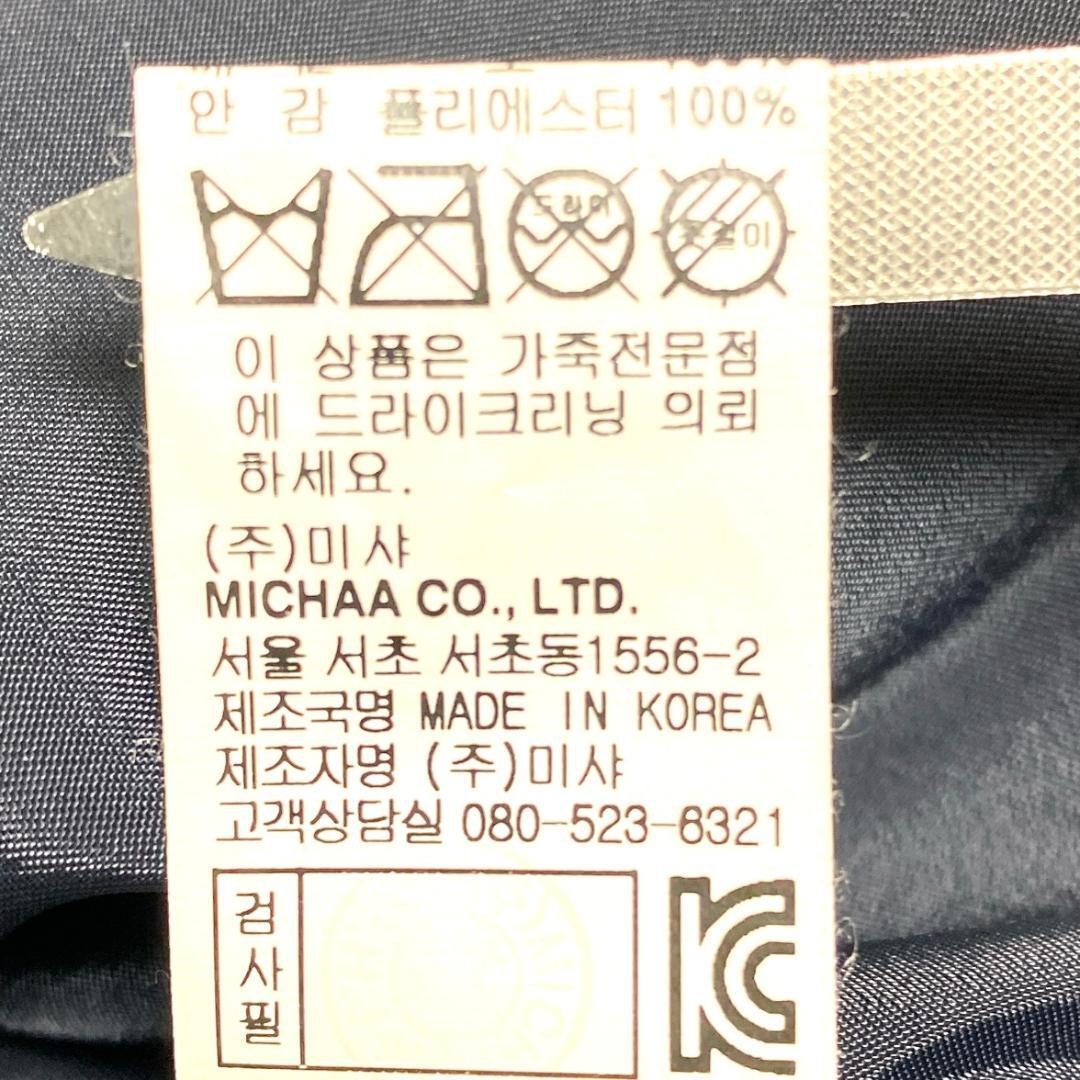 안 감 폴리에스터 100%
드라이
옷걸이
이 상품은 가죽전문점
에 드라이크리닝 의뢰
하세요.
(주)미샤
MICHAA CO., LTD.
서울 서초 서초동1556-2
제조국명 MADE IN KOREA
제조자명 (주)미샤
고객상담실 080-523-8321
검
사
필